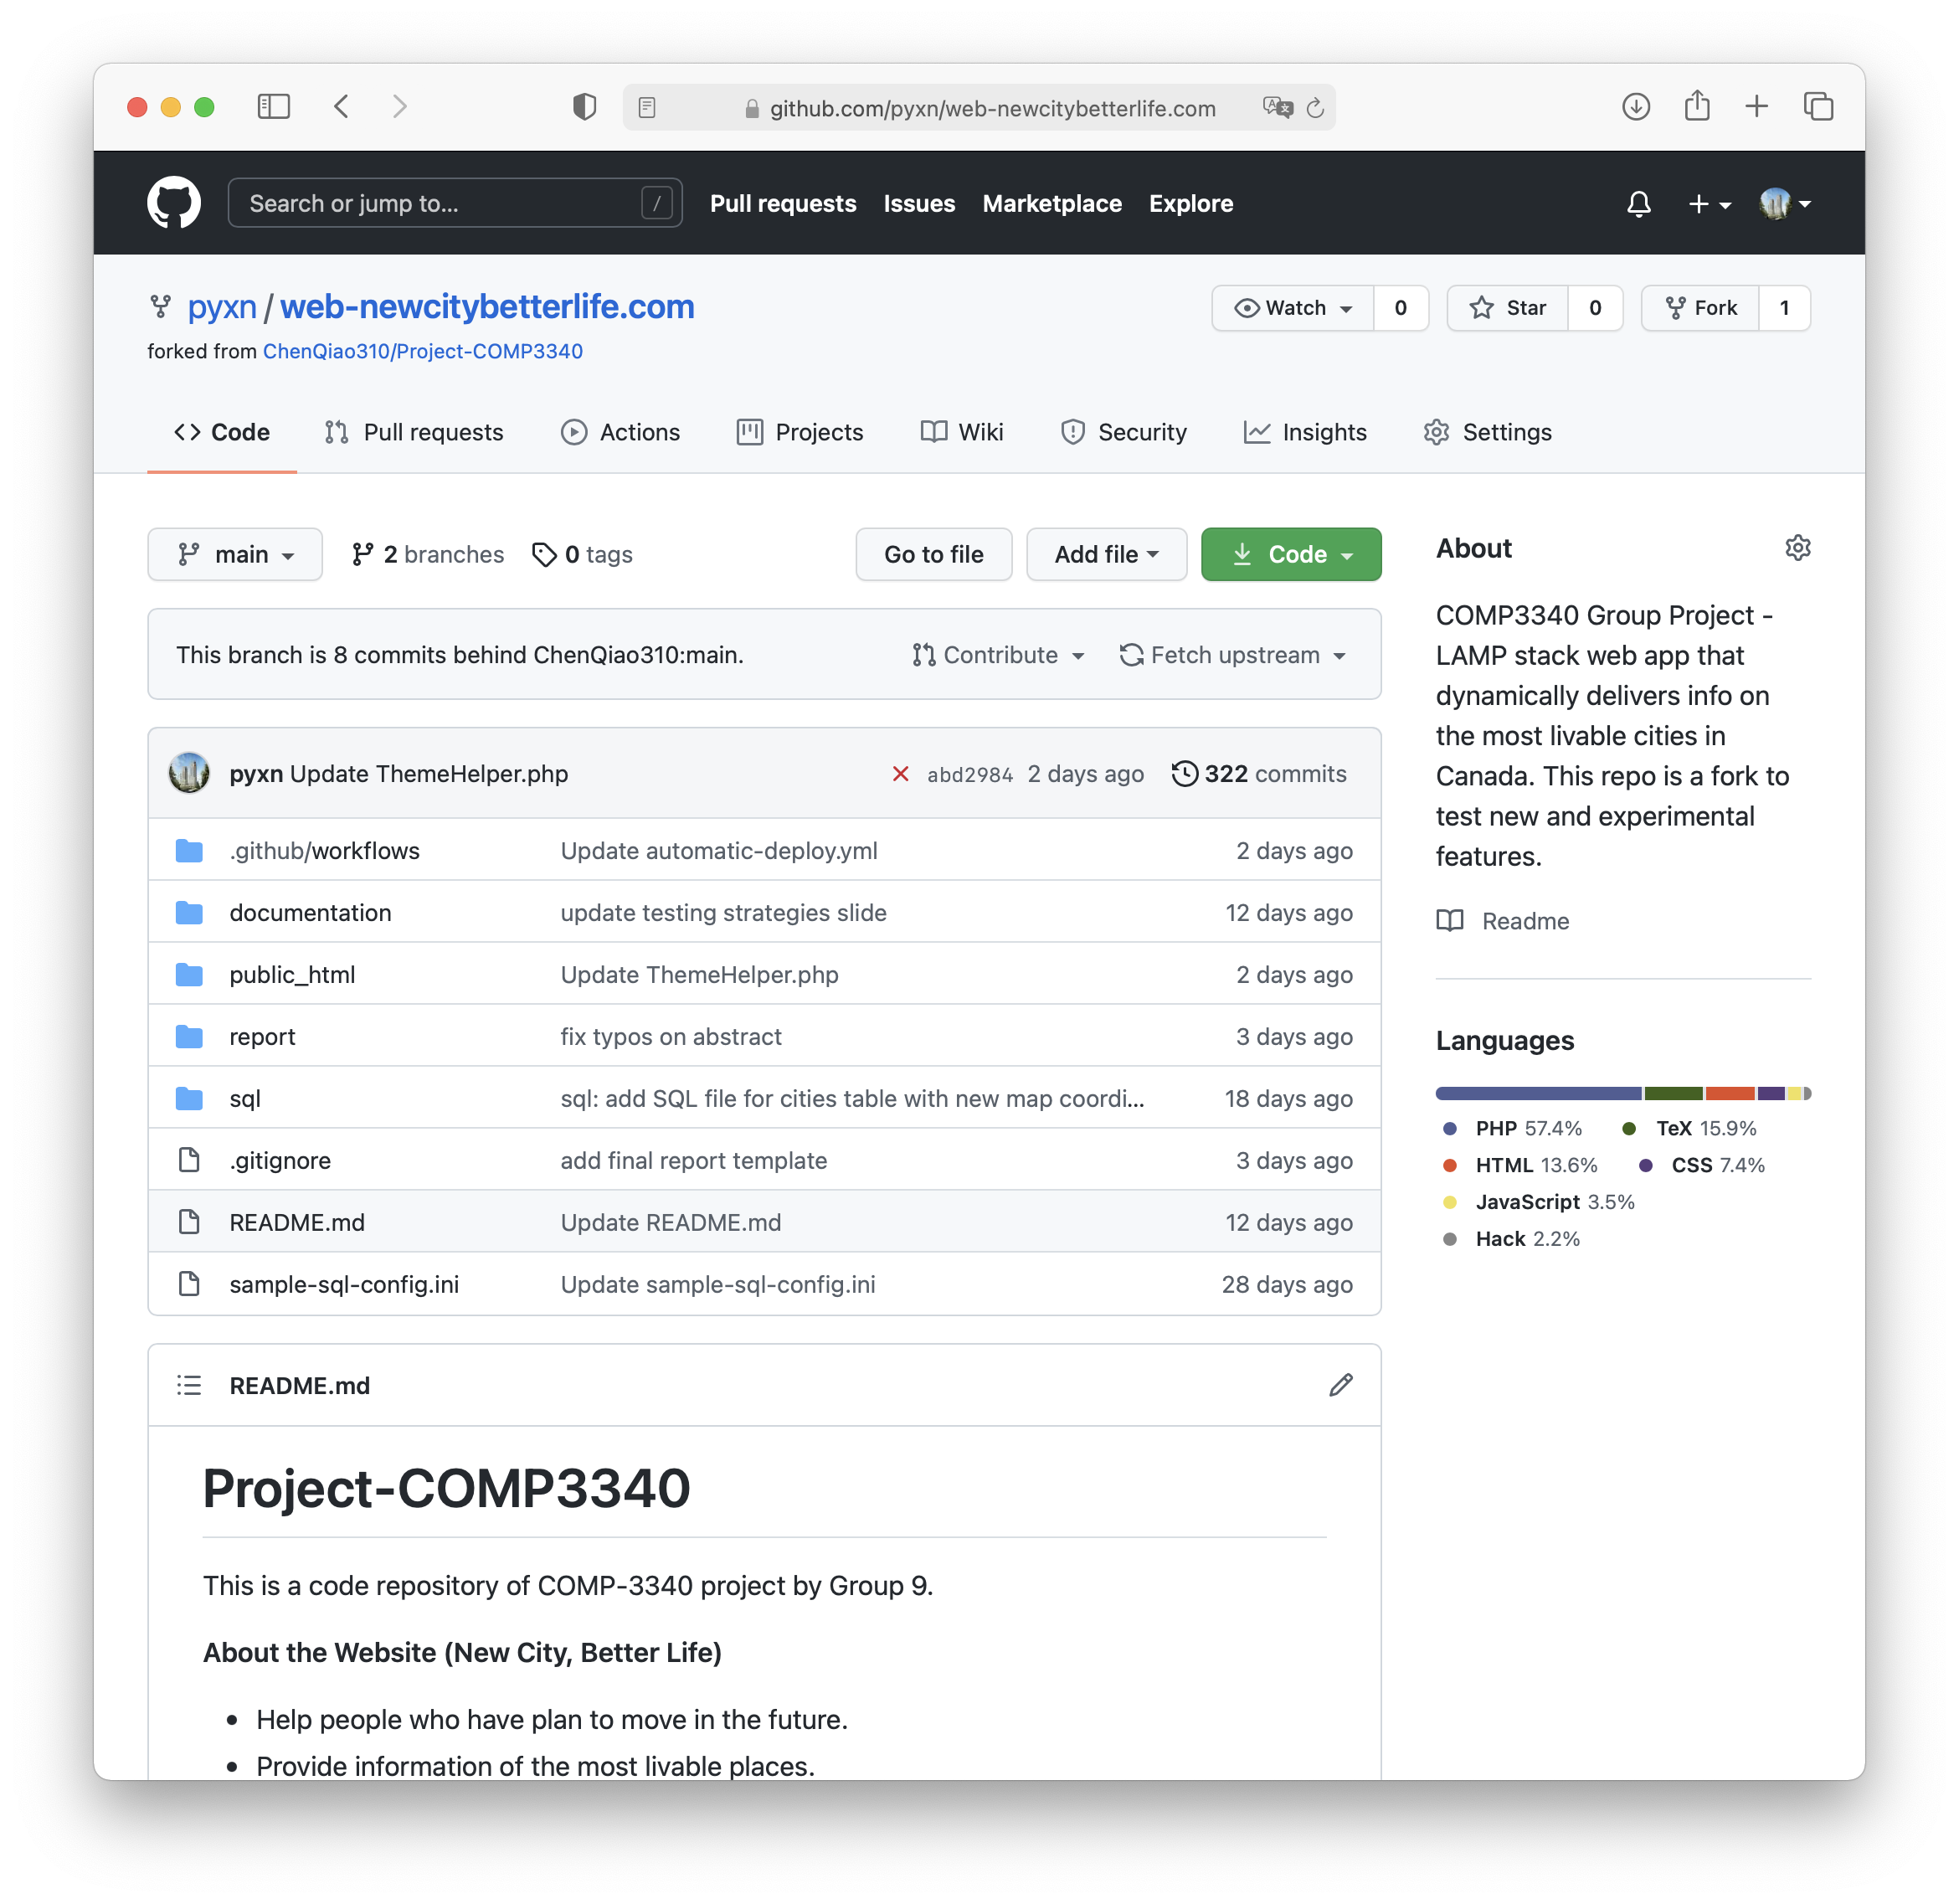 github.com/pyxn/web-newcitybetterlife.com
Search or jump to... /
Pull requests Issues Marketplace Explore
pyxn / web-newcitybetterlife.com
Watch 0 Star 0 Fork 1
forked from ChenQiao310/Project-COMP3340
Code Pull requests Actions Projects Wiki Security Insights Settings
main 2 branches 0 tags Go to file Add file Code
This branch is 8 commits behind ChenQiao310:main. Contribute Fetch upstream
pyxn Update ThemeHelper.php abd2984 2 days ago 322 commits
.github/workflows Update automatic-deploy.yml 2 days ago
documentation update testing strategies slide 12 days ago
public_html Update ThemeHelper.php 2 days ago
report fix typos on abstract 3 days ago
sql sql: add SQL file for cities table with new map coordi... 18 days ago
.gitignore add final report template 3 days ago
README.md Update README.md 12 days ago
sample-sql-config.ini Update sample-sql-config.ini 28 days ago
README.md
Project-COMP3340
This is a code repository of COMP-3340 project by Group 9.
About the Website (New City, Better Life)
• Help people who have plan to move in the future.
• Provide information of the most livable places.
About
COMP3340 Group Project -
LAMP stack web app that
dynamically delivers info on
the most livable cities in
Canada. This repo is a fork to
test new and experimental
features.
Readme
Languages
PHP 57.4% TeX 15.9%
HTML 13.6% CSS 7.4%
JavaScript 3.5%
Hack 2.2%